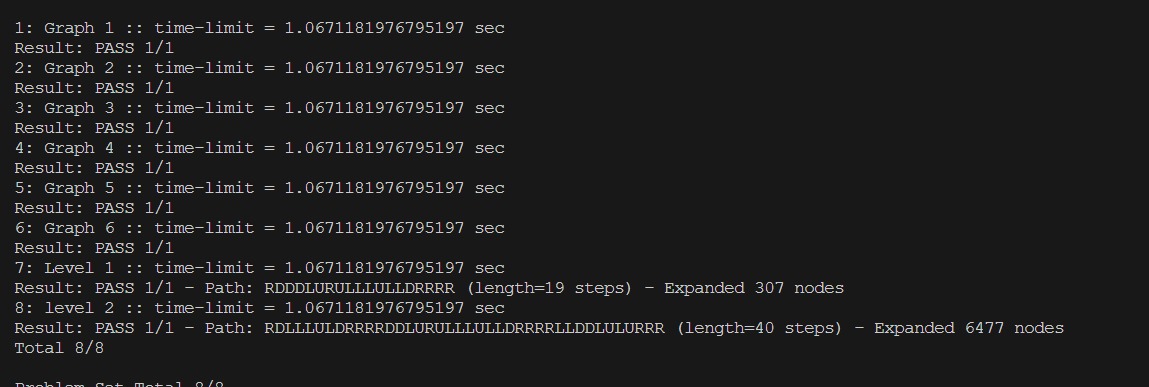 1: Graph 1 :: time-limit = 1.0671181976795197 sec
Result: PASS 1/1
2: Graph 2 :: time-limit = 1.0671181976795197 sec
Result: PASS 1/1
3: Graph 3 :: time-limit = 1.0671181976795197 sec
Result: PASS 1/1
4: Graph 4 :: time-limit = 1.0671181976795197 sec
Result: PASS 1/1
5: Graph 5 :: time-limit = 1.0671181976795197 sec
Result: PASS 1/1
6: Graph 6 :: time-limit = 1.0671181976795197 sec
Result: PASS 1/1
7: Level 1 :: time-limit = 1.0671181976795197 sec
Result: PASS 1/1 - Path: RDDDLURULLLULLDRRRR (length=19 steps) - Expanded 307 nodes
8: level 2 :: time-limit = 1.0671181976795197 sec
Result: PASS 1/1 - Path: RDLLLULDRRRRDDLURULLLULLDRRRRLLDDLULURRR (length=40 steps) - Expanded 6477 nodes
Total 8/8
Problem Set Total 8/8